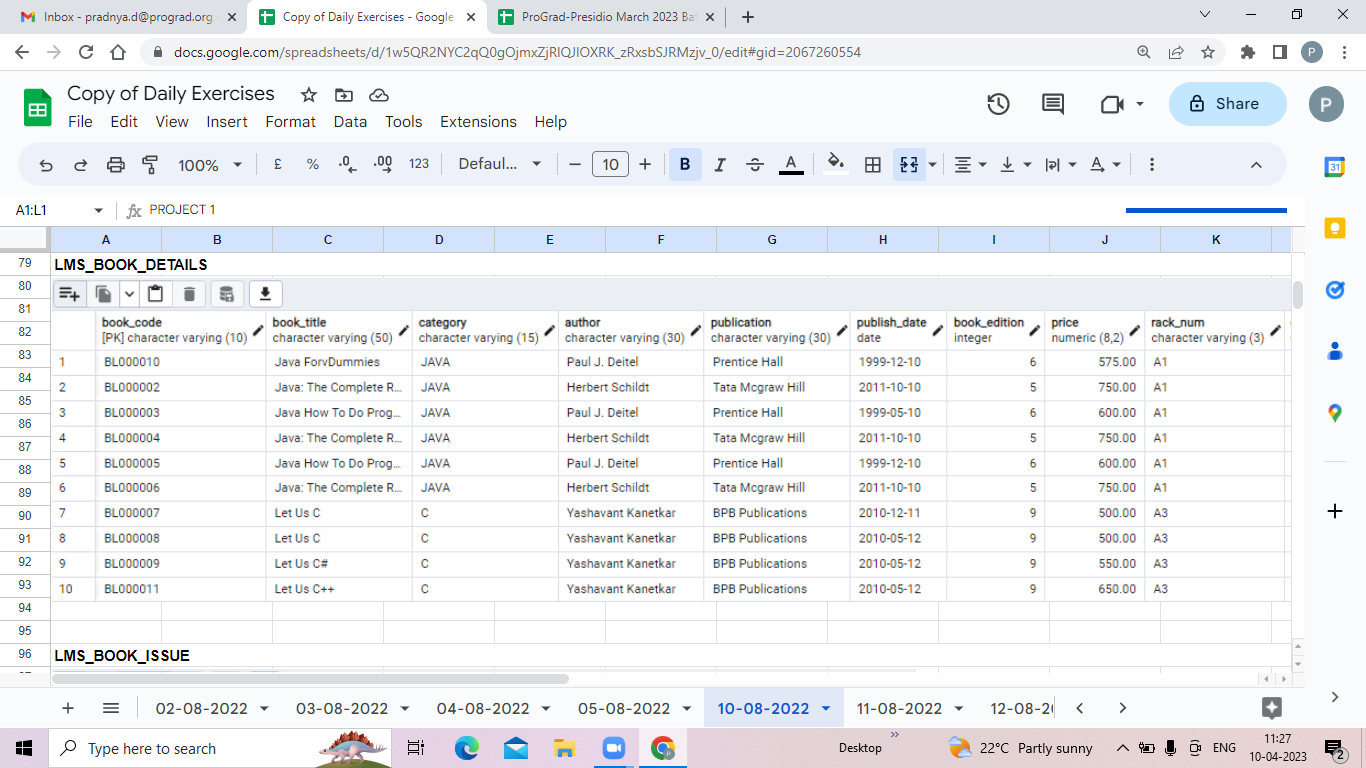 Inbox - pradnya.d@prograd.org
Copy of Daily Exercises - Google
ProGrad-Presidio March 2023 Bat
docs.google.com/spreadsheets/d/1w5QR2NYC2qQ0gOjmxZjRIQJIOXRK_zRxsbSJRMzjv_0/edit#gid=2067260554
P
Copy of Daily Exercises
Share
P
File Edit View Insert Format Data Tools Extensions Help
100% £ % .0 .00 123 Defaul... 10 B I A A
31
A1:L1 fx PROJECT 1
A B C D E F G H I J K
79 LMS_BOOK_DETAILS
80
81
82
book_code book_title category author publication publish_date book_edition price rack_num
[PK] character varying (10) character varying (50) character varying (15) character varying (30) character varying (30) date integer numeric (8,2) character varying (3)
83 1 BL000010 Java ForvDummies JAVA Paul J. Deitel Prentice Hall 1999-12-10 6 575.00 A1
84 2 BL000002 Java: The Complete R... JAVA Herbert Schildt Tata Mcgraw Hill 2011-10-10 5 750.00 A1
85 3 BL000003 Java How To Do Prog... JAVA Paul J. Deitel Prentice Hall 1999-05-10 6 600.00 A1
86 4 BL000004 Java: The Complete R... JAVA Herbert Schildt Tata Mcgraw Hill 2011-10-10 5 750.00 A1
87 5 BL000005 Java How To Do Prog... JAVA Paul J. Deitel Prentice Hall 1999-12-10 6 600.00 A1
88 6 BL000006 Java: The Complete R... JAVA Herbert Schildt Tata Mcgraw Hill 2011-10-10 5 750.00 A1
89 7 BL000007 Let Us C C Yashavant Kanetkar BPB Publications 2010-12-11 9 500.00 A3
90
91 8 BL000008 Let Us C C Yashavant Kanetkar BPB Publications 2010-05-12 9 500.00 A3
92 9 BL000009 Let Us C# C Yashavant Kanetkar BPB Publications 2010-05-12 9 550.00 A3
93 10 BL000011 Let Us C++ C Yashavant Kanetkar BPB Publications 2010-05-12 9 650.00 A3
94
95
96 LMS_BOOK_ISSUE
02-08-2022 03-08-2022 04-08-2022 05-08-2022 10-08-2022 11-08-2022 12-08-2
Type here to search
Desktop
22°C Partly sunny
ENG
11:27
10-04-2023
2